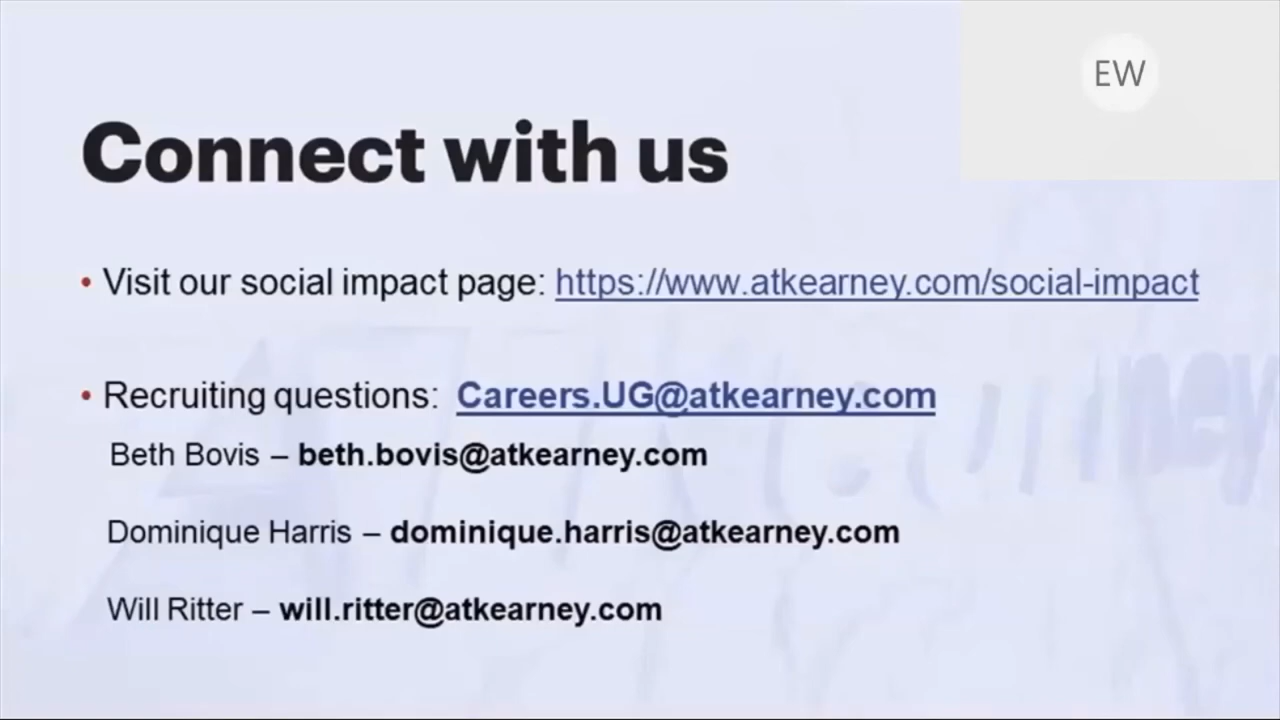 EW
Connect with us
• Visit our social impact page: https://www.atkearney.com/social-impact
• Recruiting questions: Careers.UG@atkearney.com
Beth Bovis – beth.bovis@atkearney.com
Dominique Harris – dominique.harris@atkearney.com
Will Ritter – will.ritter@atkearney.com